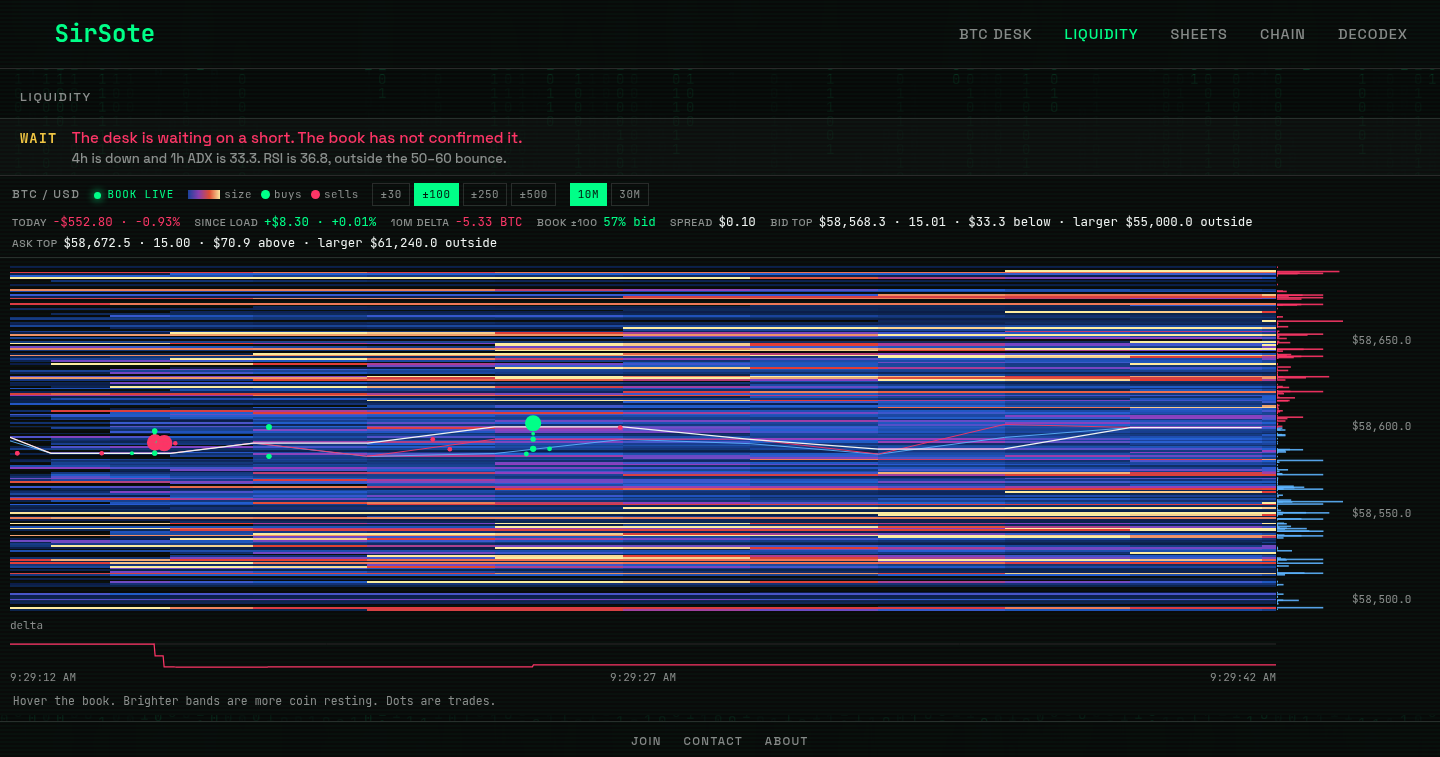 SirSote
BTC DESK LIQUIDITY SHEETS CHAIN DECODEX
LIQUIDITY
WAIT The desk is waiting on a short. The book has not confirmed it.
4h is down and 1h ADX is 33.3. RSI is 36.8, outside the 50–60 bounce.
BTC / USD BOOK LIVE size buys sells ±30 ±100 ±250 ±500 10M 30M
TODAY -$552.80 · -0.93% SINCE LOAD +$8.30 · +0.01% 10M DELTA -5.33 BTC BOOK ±100 57% bid SPREAD $0.10 BID TOP $58,568.3 · 15.01 · $33.3 below · larger $55,000.0 outside
ASK TOP $58,672.5 · 15.00 · $70.9 above · larger $61,240.0 outside
$58,650.0
$58,600.0
$58,550.0
$58,500.0
delta
9:29:12 AM 9:29:27 AM 9:29:42 AM
Hover the book. Brighter bands are more coin resting. Dots are trades.
JOIN CONTACT ABOUT